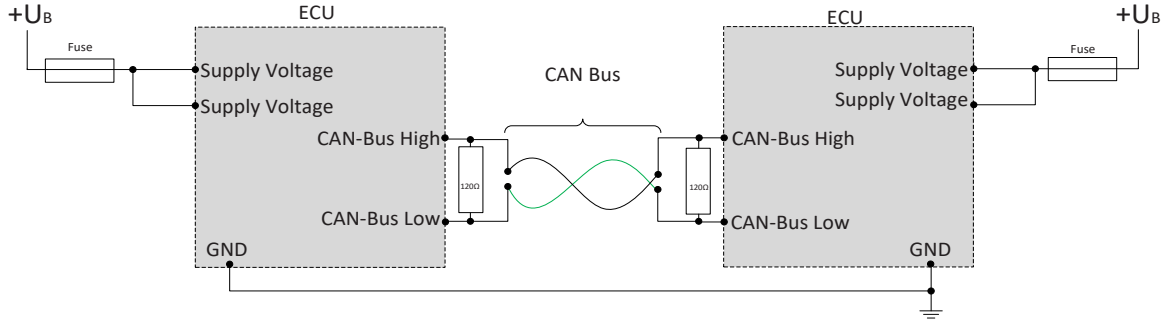 +UB
ECU
ECU
+UB
Fuse
Fuse
Supply Voltage
Supply Voltage
CAN Bus
Supply Voltage
Supply Voltage
CAN-Bus High
CAN-Bus High
120Ω
120Ω
CAN-Bus Low
CAN-Bus Low
GND
GND